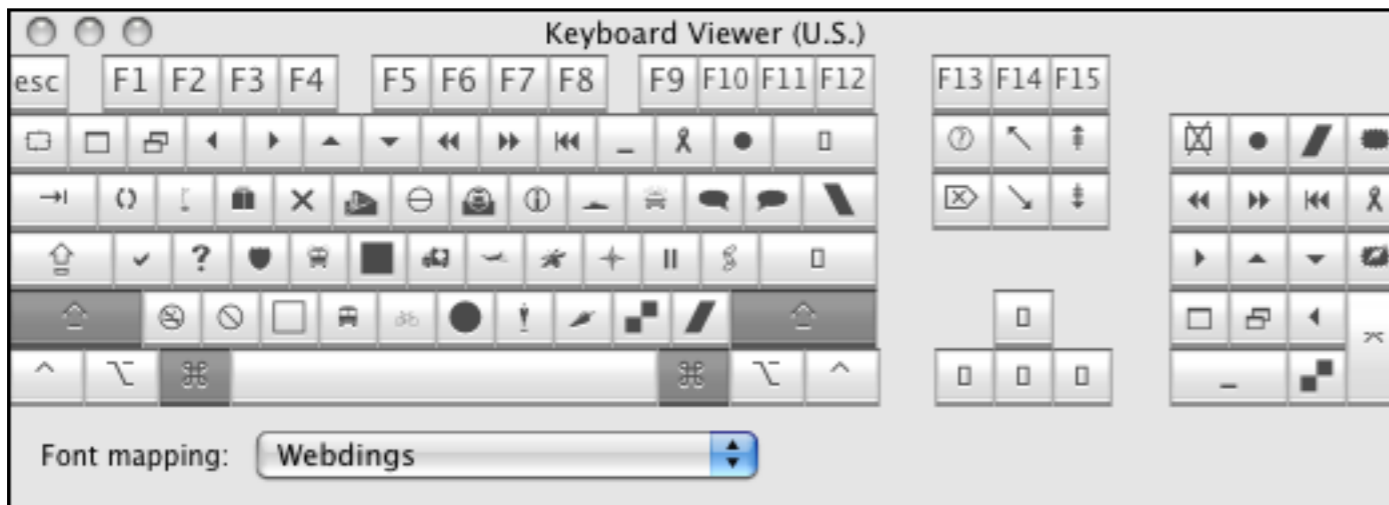 Keyboard Viewer (U.S.)
esc F1 F2 F3 F4 F5 F6 F7 F8 F9 F10 F11 F12 F13 F14 F15
Font mapping: Webdings